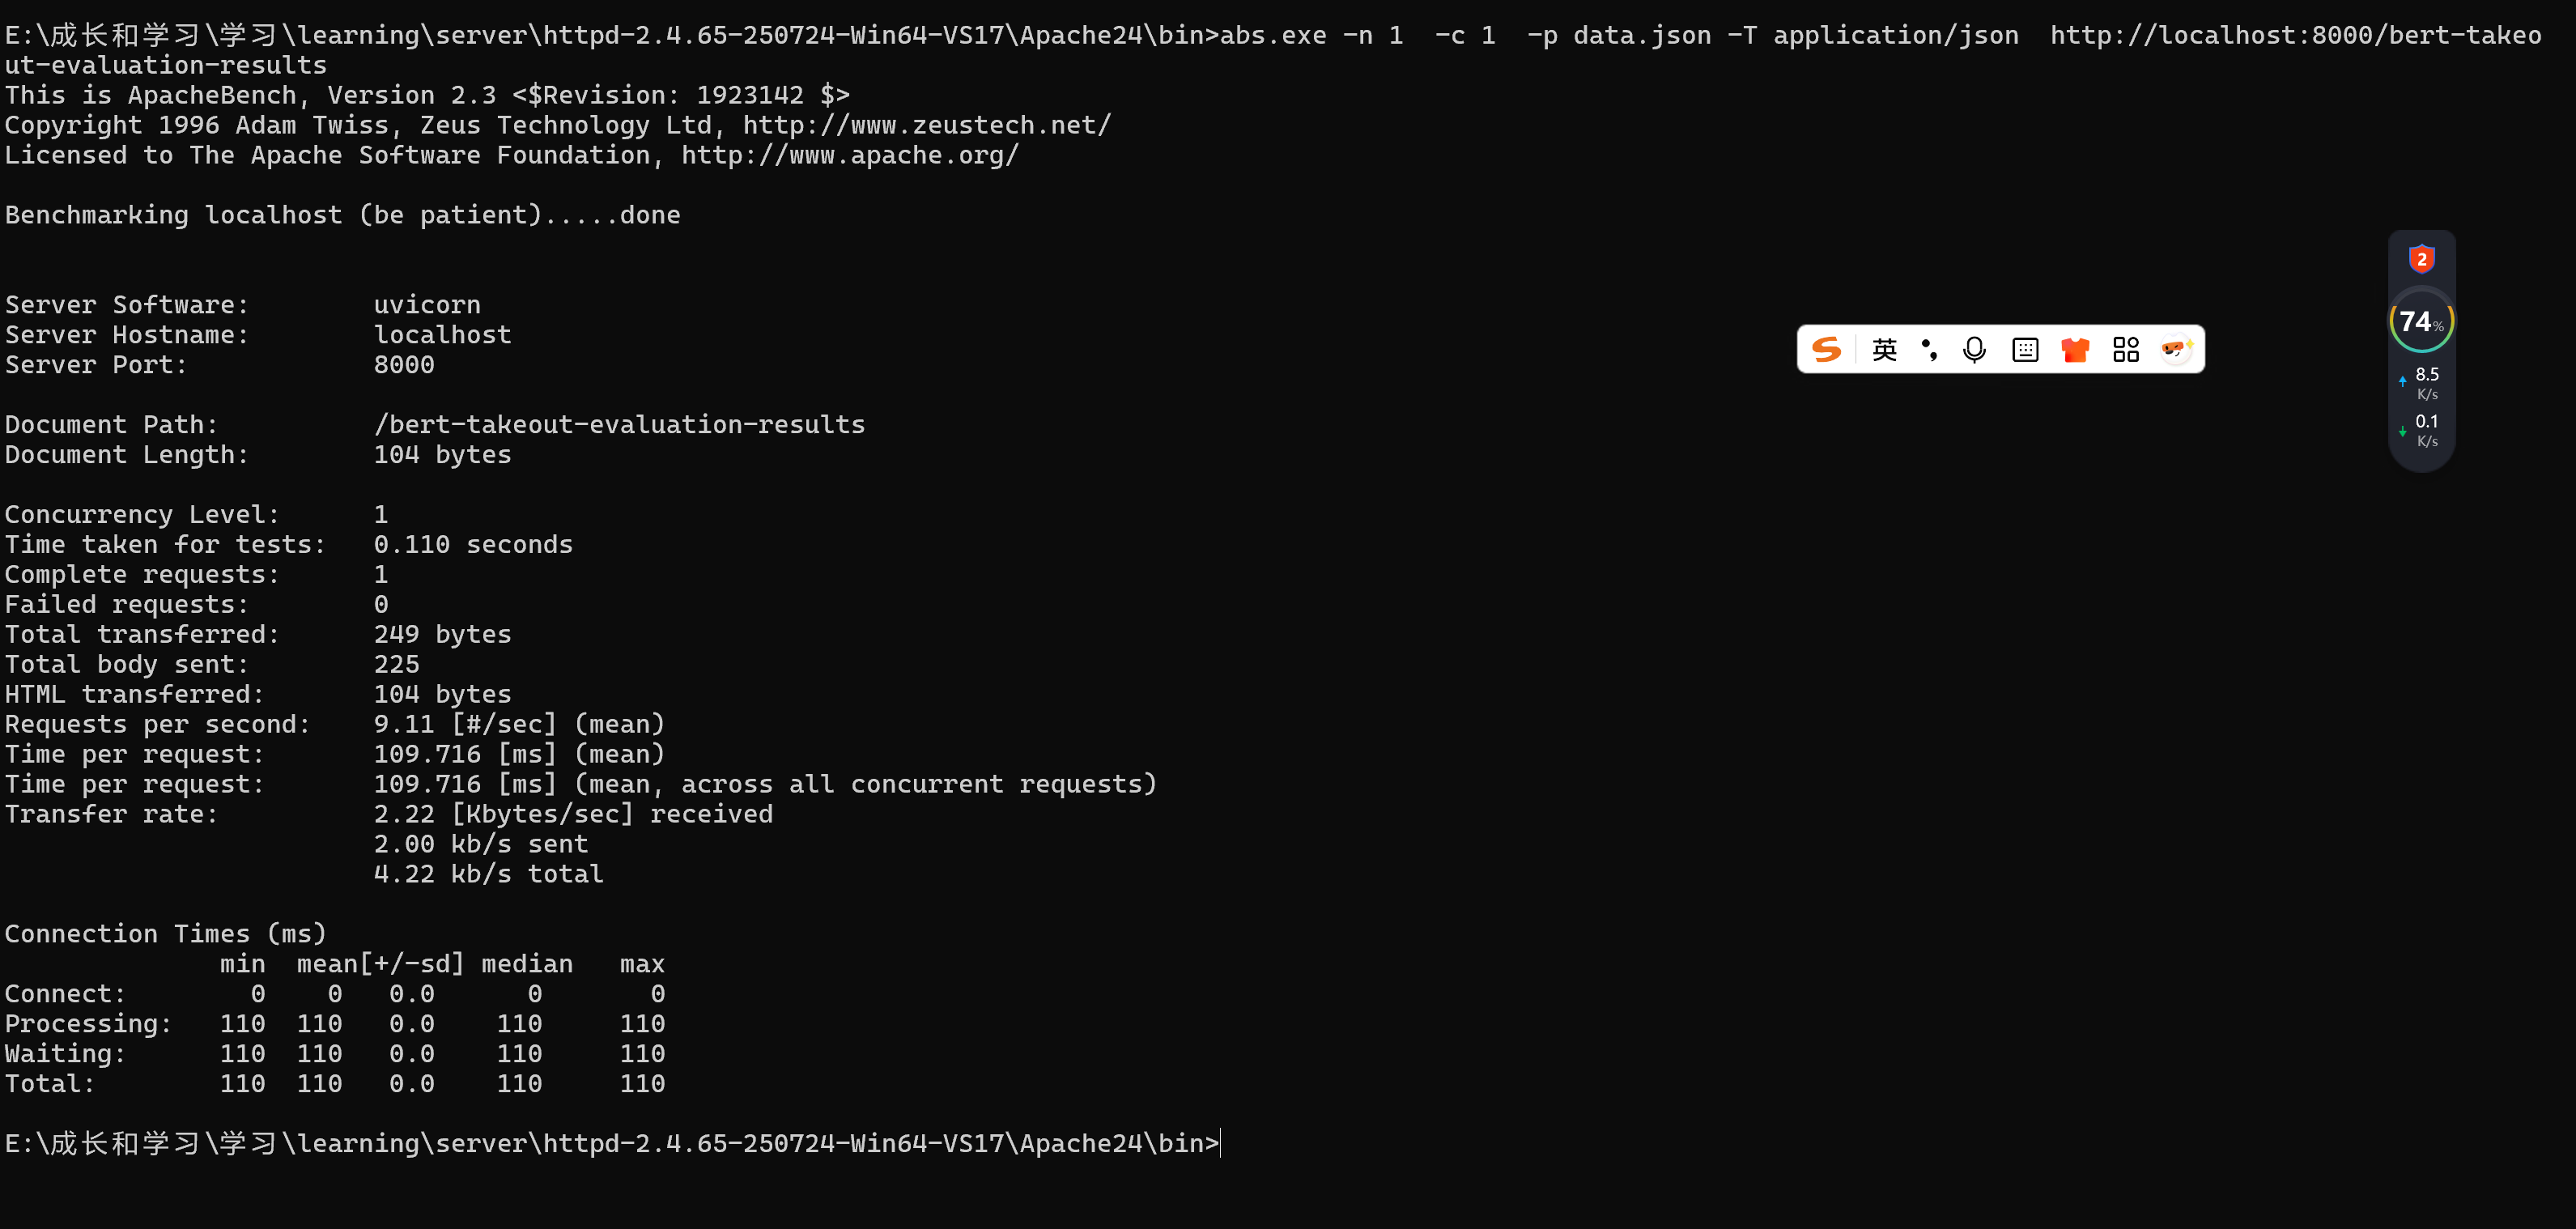 E:\成长和学习\学习\learning\server\httpd-2.4.65-250724-Win64-VS17\Apache24\bin>abs.exe -n 1  -c 1  -p data.json -T application/json  http://localhost:8000/bert-takeo
ut-evaluation-results
This is ApacheBench, Version 2.3 <$Revision: 1923142 $>
Copyright 1996 Adam Twiss, Zeus Technology Ltd, http://www.zeustech.net/
Licensed to The Apache Software Foundation, http://www.apache.org/
Benchmarking localhost (be patient).....done
Server Software:        uvicorn
Server Hostname:        localhost
Server Port:            8000
Document Path:          /bert-takeout-evaluation-results
Document Length:        104 bytes
Concurrency Level:      1
Time taken for tests:   0.110 seconds
Complete requests:      1
Failed requests:        0
Total transferred:      249 bytes
Total body sent:        225
HTML transferred:       104 bytes
Requests per second:    9.11 [#/sec] (mean)
Time per request:       109.716 [ms] (mean)
Time per request:       109.716 [ms] (mean, across all concurrent requests)
Transfer rate:          2.22 [Kbytes/sec] received
                        2.00 kb/s sent
                        4.22 kb/s total
Connection Times (ms)
              min  mean[+/-sd] median   max
Connect:        0    0   0.0      0       0
Processing:   110  110   0.0    110     110
Waiting:      110  110   0.0    110     110
Total:        110  110   0.0    110     110
E:\成长和学习\学习\learning\server\httpd-2.4.65-250724-Win64-VS17\Apache24\bin>
英
2
74%
8.5
K/s
0.1
K/s